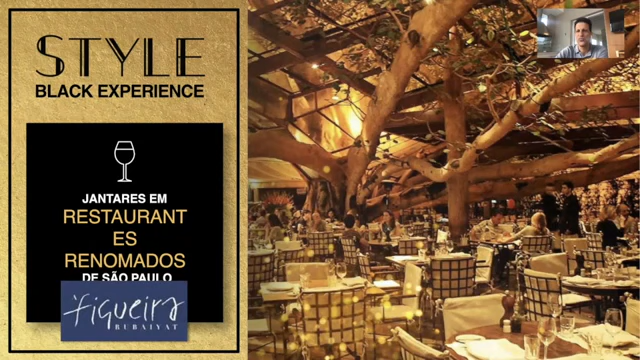 STYLE
BLACK EXPERIENCE
JANTARES EM
RESTAURANT
ES
RENOMADOS
DE SÃO PAULO
Figueira
RUBAIYAT